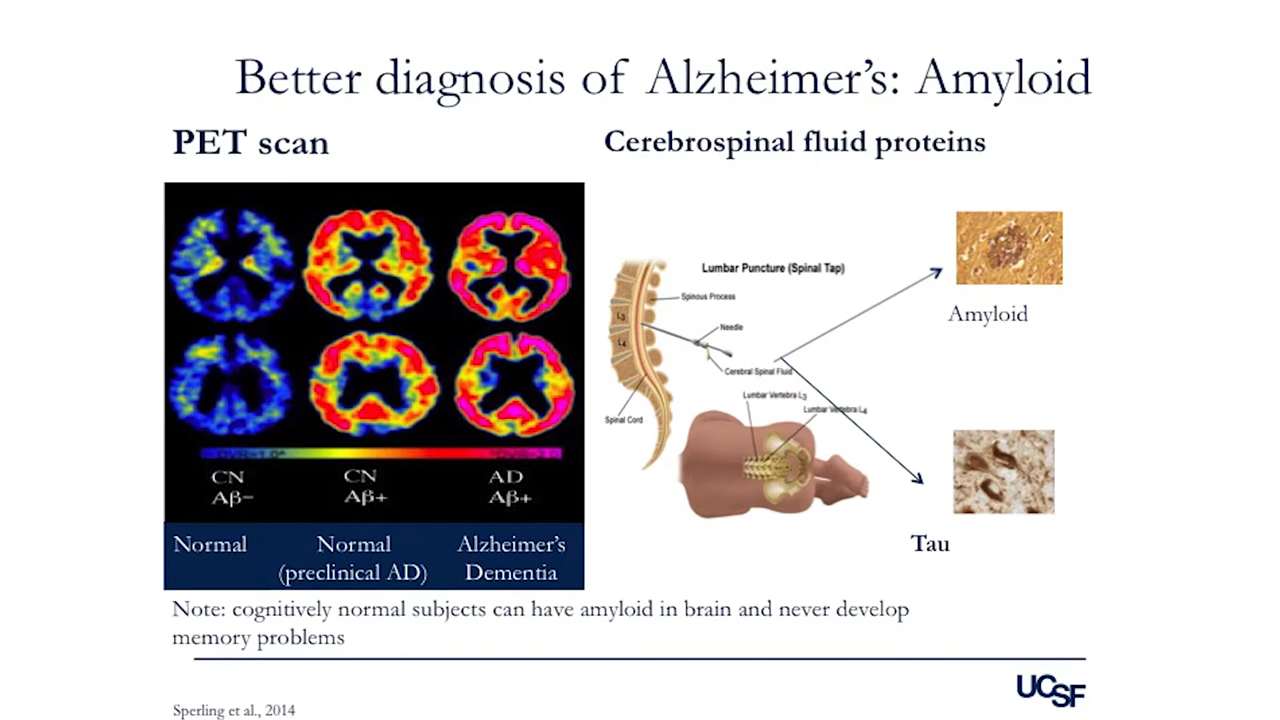 Better diagnosis of Alzheimer's: Amyloid
PET scan
Cerebrospinal fluid proteins
CN
Aβ−
CN
Aβ+
AD
Aβ+
Normal
Normal
(preclinical AD)
Alzheimer's
Dementia
Lumbar Puncture (Spinal Tap)
Spinous Process
L3
L4
Needle
Cerebral Spinal Fluid
Spinal Cord
Lumbar Vertebra L3
Lumbar Vertebra L4
Amyloid
Tau
Note: cognitively normal subjects can have amyloid in brain and never develop
memory problems
UCSF
Sperling et al., 2014